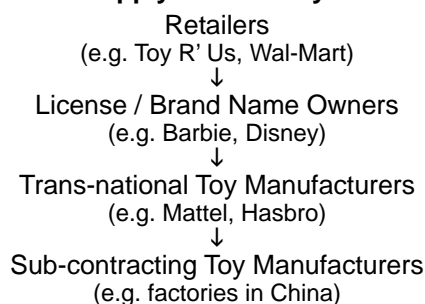 Retailers
(e.g. Toy R' Us, Wal-Mart)
↓
License / Brand Name Owners
(e.g. Barbie, Disney)
↓
Trans-national Toy Manufacturers
(e.g. Mattel, Hasbro)
↓
Sub-contracting Toy Manufacturers
(e.g. factories in China)